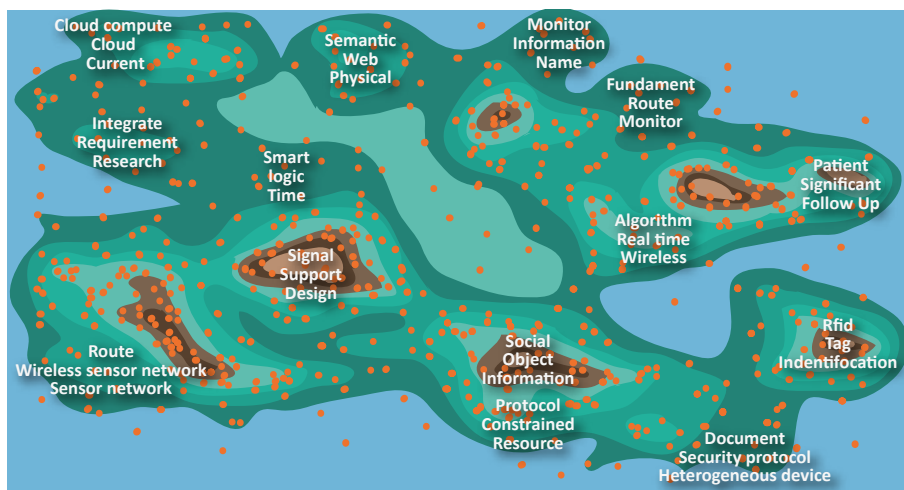 Cloud compute
Cloud
Current
Semantic
Web
Physical
Monitor
Information
Name
Fundament
Route
Monitor
Integrate
Requirement
Research
Smart
logic
Time
Patient
Significant
Follow Up
Algorithm
Real time
Wireless
Signal
Support
Design
Route
Wireless sensor network
Sensor network
Social
Object
Information
Rfid
Tag
Indentifocation
Protocol
Constrained
Resource
Document
Security protocol
Heterogeneous device